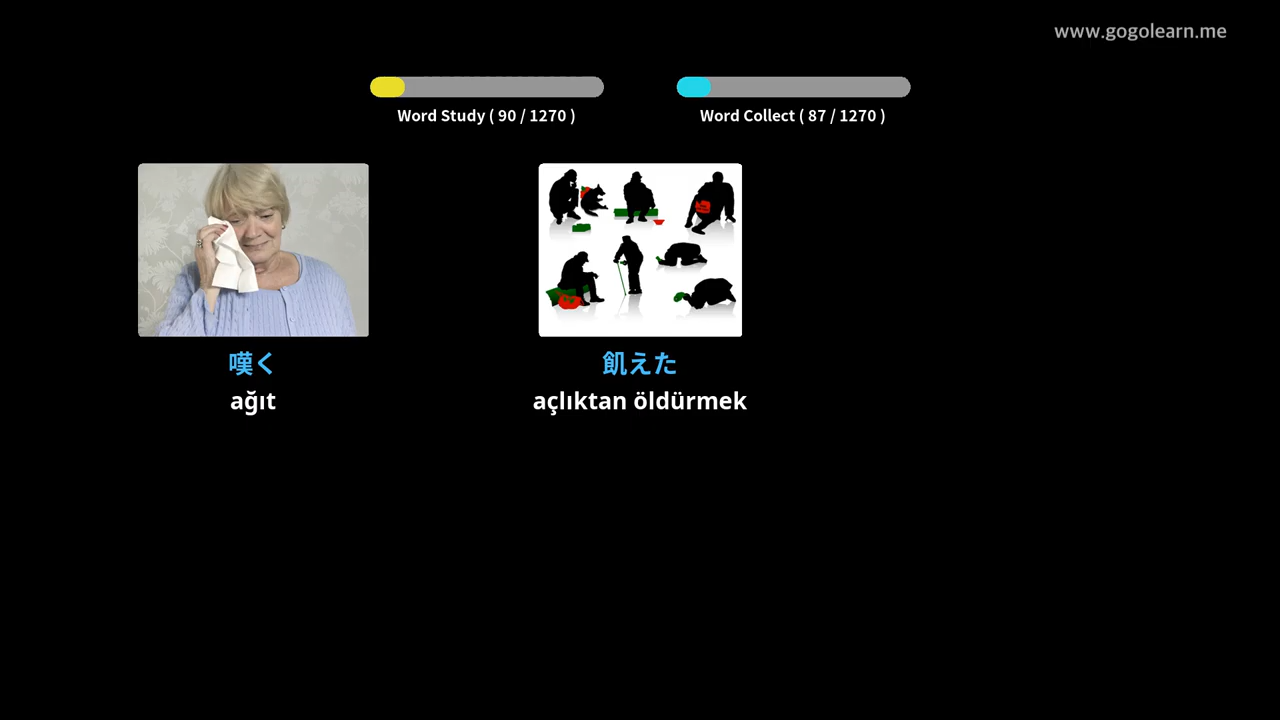 www.gogolearn.me
Word Study ( 90 / 1270 )
Word Collect ( 87 / 1270 )
嘆く
ağıt
飢えた
açlıktan öldürmek